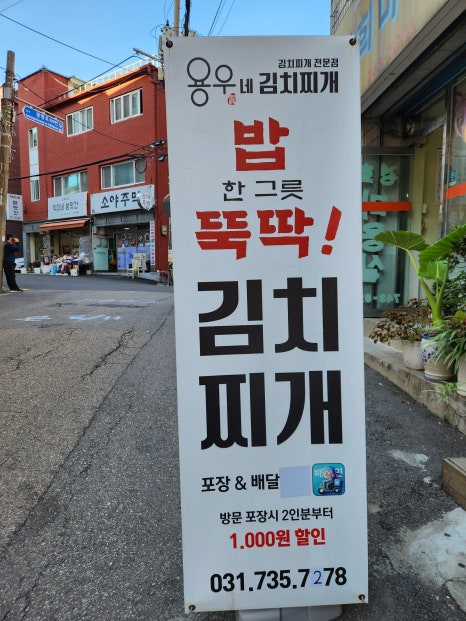 김치찌개 전문점
용우네 김치찌개
밥
한 그릇
뚝딱!
김치
찌개
포장 & 배달
방문 포장시 2인분부터
1.000원 할인
031.735.7278
소야주막